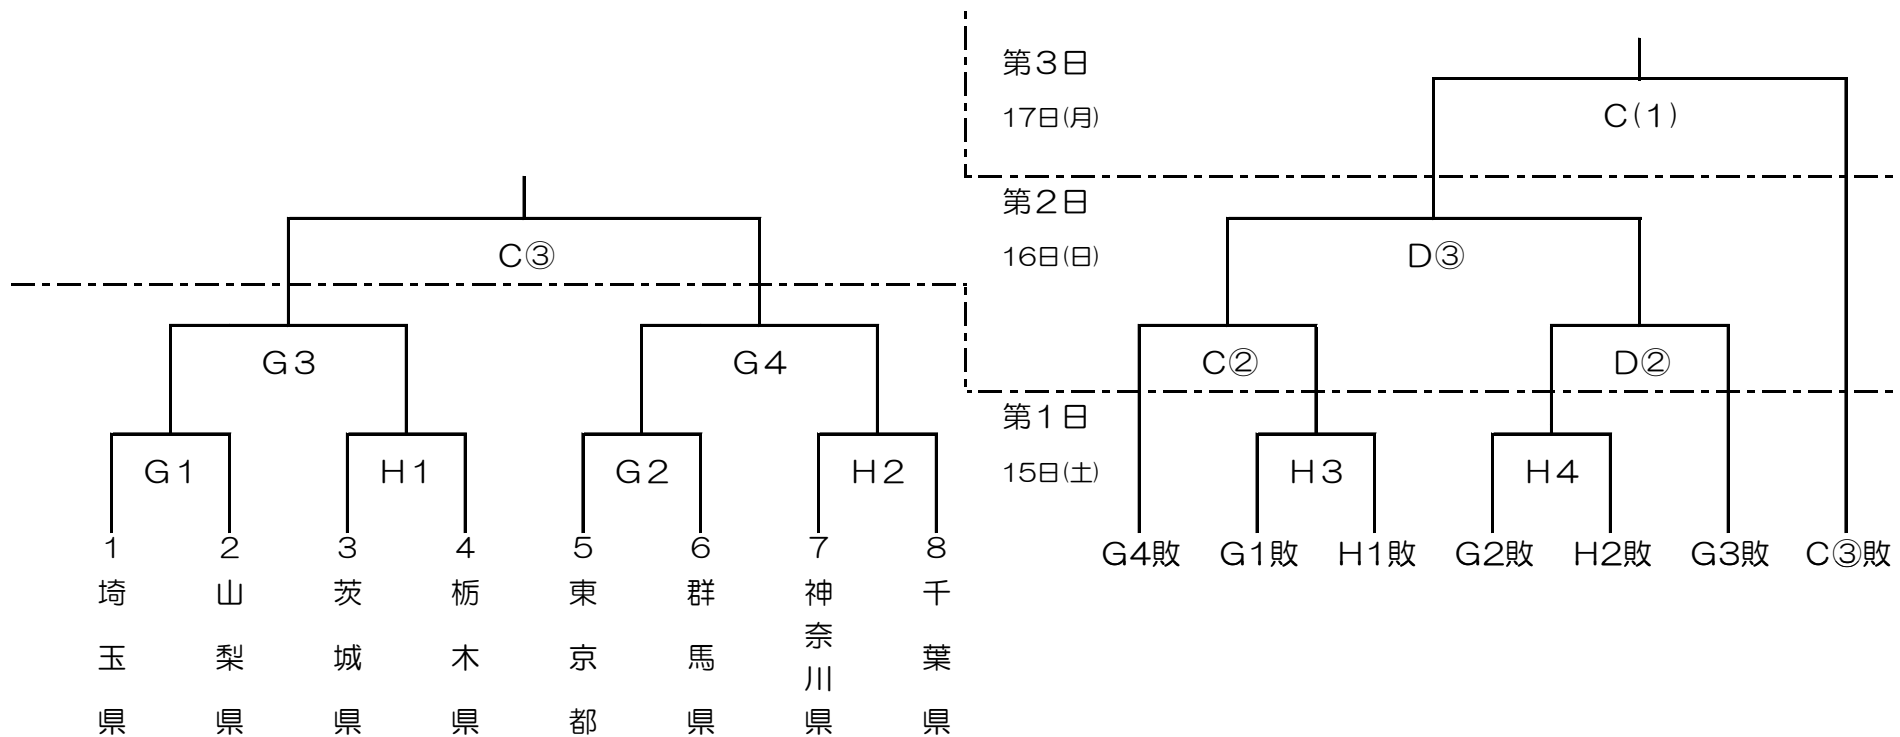 第３日
17日(月)
C(1)
C③
第２日
16日(日)
D③
G3
G4
C②
D②
第１日
15日(土)
G1
H1
G2
H2
H3
H4
1
2
3
4
5
6
7
8
埼玉県
山梨県
茨城県
栃木県
東京都
群馬県
神奈川県
千葉県
G4敗
G1敗
H1敗
G2敗
H2敗
G3敗
C③敗